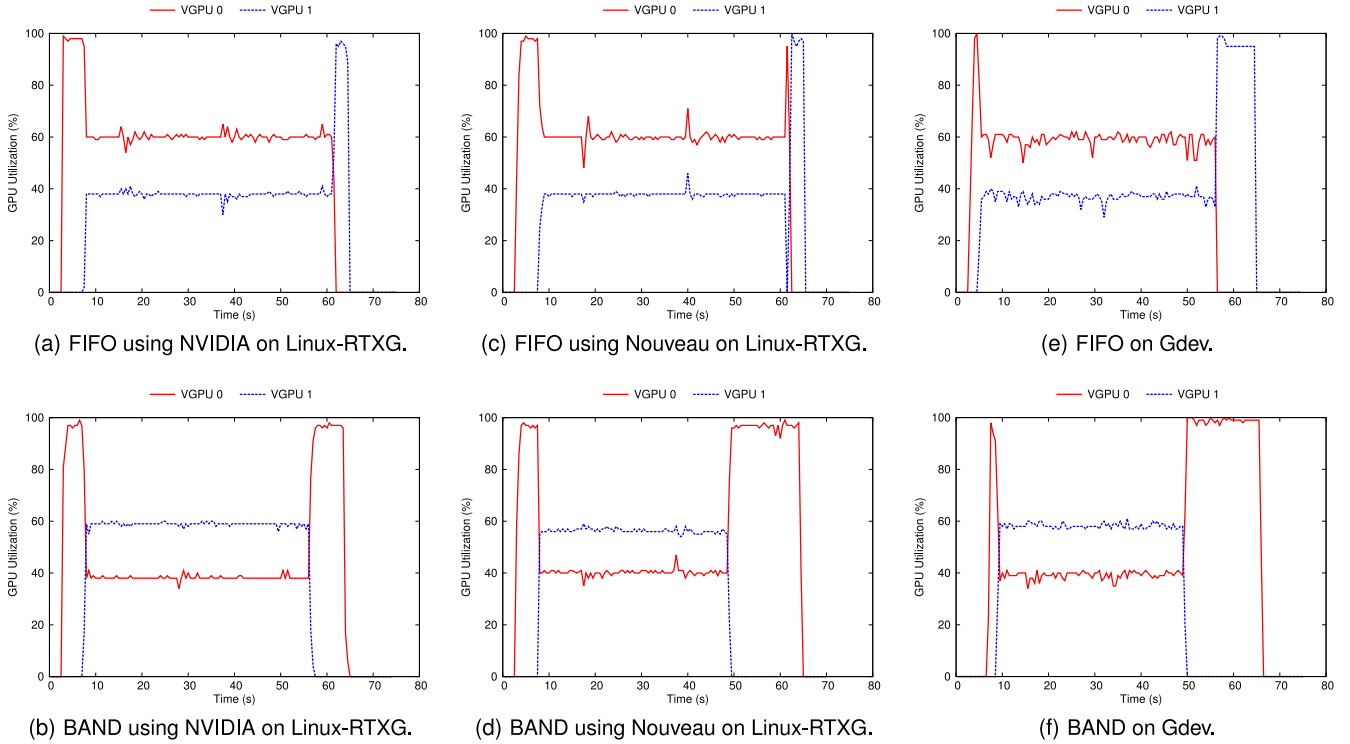 VGPU 0 VGPU 1
GPU Utilization (%)
100
80
60
40
20
0
0 10 20 30 40 50 60 70 80
Time (s)
(a) FIFO using NVIDIA on Linux-RTXG.
VGPU 0 VGPU 1
GPU Utilization (%)
100
80
60
40
20
0
0 10 20 30 40 50 60 70 80
Time (s)
(c) FIFO using Nouveau on Linux-RTXG.
VGPU 0 VGPU 1
GPU Utilization (%)
100
80
60
40
20
0
0 10 20 30 40 50 60 70 80
Time (s)
(e) FIFO on Gdev.
VGPU 0 VGPU 1
GPU Utilization (%)
100
80
60
40
20
0
0 10 20 30 40 50 60 70 80
Time (s)
(b) BAND using NVIDIA on Linux-RTXG.
VGPU 0 VGPU 1
GPU Utilization (%)
100
80
60
40
20
0
0 10 20 30 40 50 60 70 80
Time (s)
(d) BAND using Nouveau on Linux-RTXG.
VGPU 0 VGPU 1
GPU Utilization (%)
100
80
60
40
20
0
0 10 20 30 40 50 60 70 80
Time (s)
(f) BAND on Gdev.